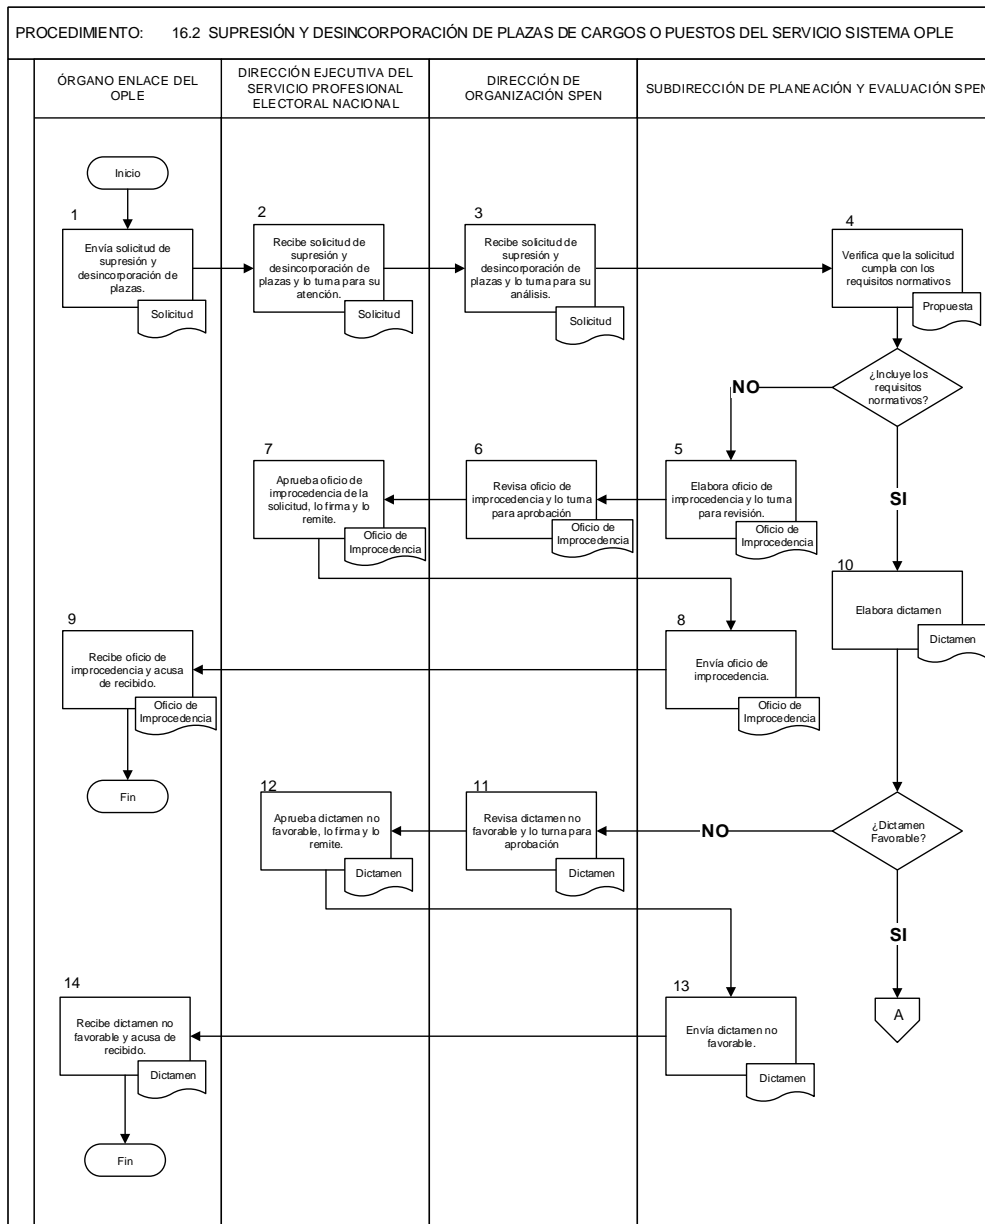 PROCEDIMIENTO: 16.2 SUPRESIÓN Y DESINCORPORACIÓN DE PLAZAS DE CARGOS O PUESTOS DEL SERVICIO SISTEMA OPLE
ÓRGANO ENLACE DEL
OPLE
DIRECCIÓN EJECUTIVA DEL
SERVICIO PROFESIONAL
ELECTORAL NACIONAL
DIRECCIÓN DE
ORGANIZACIÓN SPEN
SUBDIRECCIÓN DE PLANEACIÓN Y EVALUACIÓN SPEN
Inicio
1
Envía solicitud de
supresión y
desincorporación de
plazas.
Solicitud
2
Recibe solicitud de
supresión y
desincorporación de
plazas y lo turna para su
atención.
Solicitud
3
Recibe solicitud de
supresión y
desincorporación de
plazas y lo turna para su
análisis.
Solicitud
4
Verifica que la solicitud
cumpla con los
requisitos normativos
Propuesta
¿Incluye los
requisitos
normativos?
NO
SI
5
Elabora oficio de
improcedencia y lo turna
para revisión.
Oficio de
Improcedencia
6
Revisa oficio de
improcedencia y lo turna
para aprobación
Oficio de
Improcedencia
7
Aprueba oficio de
improcedencia de la
solicitud, lo firma y lo
remite.
Oficio de
Improcedencia
8
Envía oficio de
improcedencia.
Oficio de
Improcedencia
9
Recibe oficio de
improcedencia y acusa
de recibido.
Oficio de
Improcedencia
Fin
10
Elabora dictamen
Dictamen
¿Dictamen
Favorable?
NO
SI
11
Revisa dictamen no
favorable y lo turna para
aprobación
Dictamen
12
Aprueba dictamen no
favorable, lo firma y lo
remite.
Dictamen
13
Envía dictamen no
favorable.
Dictamen
14
Recibe dictamen no
favorable y acusa de
recibido.
Dictamen
Fin
A